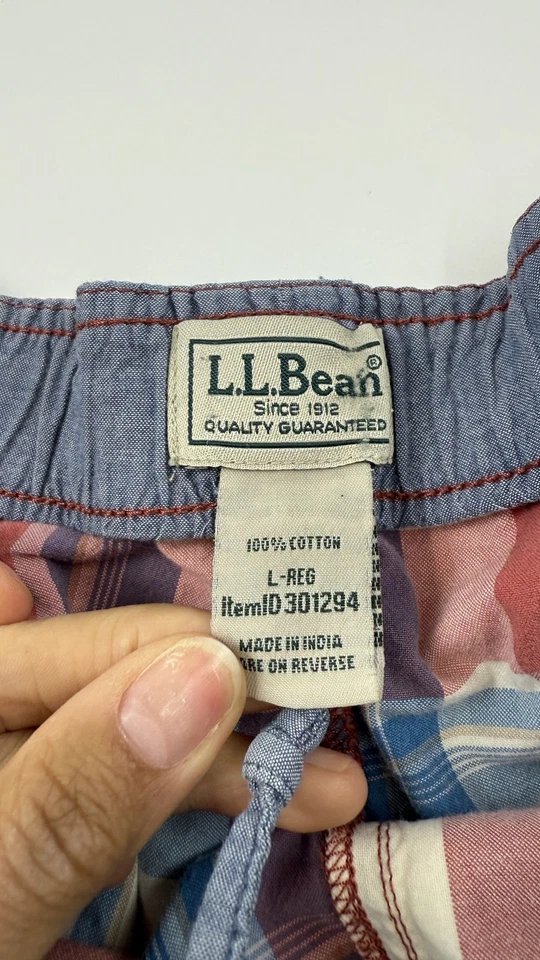 L.L.Bean®
Since 1912
QUALITY GUARANTEED
100% COTTON
L-REG
ItemID 301294
MADE IN INDIA
ARE ON REVERSE